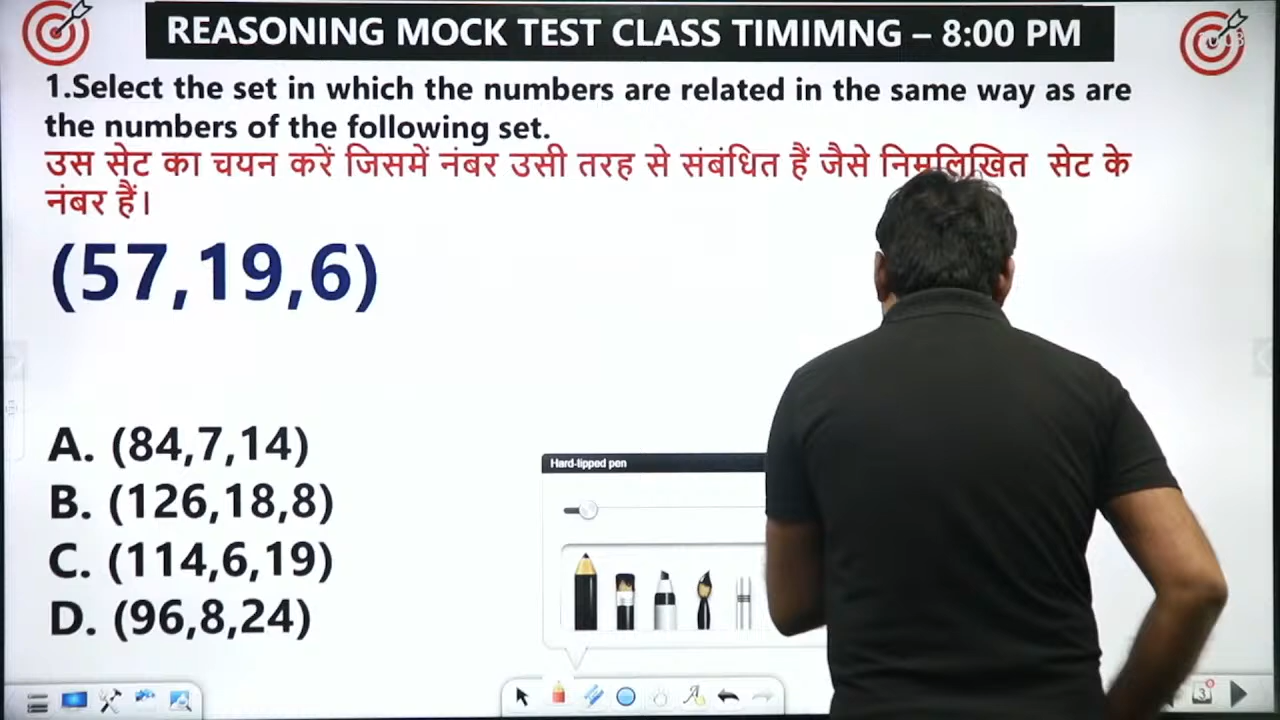 REASONING MOCK TEST CLASS TIMIMNG – 8:00 PM
1.Select the set in which the numbers are related in the same way as are
the numbers of the following set.
उस सेट का चयन करें जिसमें नंबर उसी तरह से संबंधित हैं जैसे निम्नलिखित सेट के
नंबर हैं।
(57,19,6)
A. (84,7,14)
B. (126,18,8)
C. (114,6,19)
D. (96,8,24)
Hard-tipped pen
3